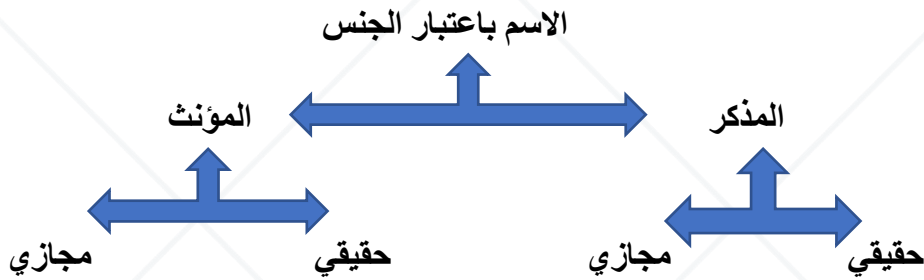 الاسم باعتبار الجنس
المذكر المؤنث
حقيقي مجازي حقيقي مجازي